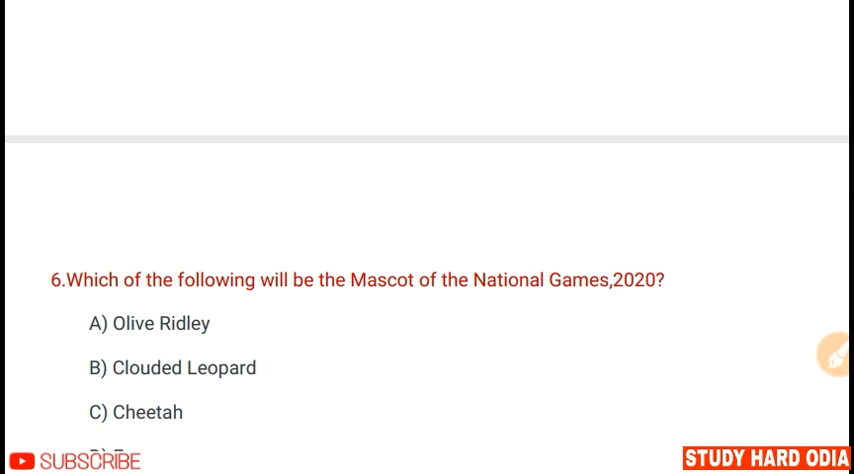 6.Which of the following will be the Mascot of the National Games,2020?
A) Olive Ridley
B) Clouded Leopard
C) Cheetah
SUBSCRIBE
STUDY HARD ODIA